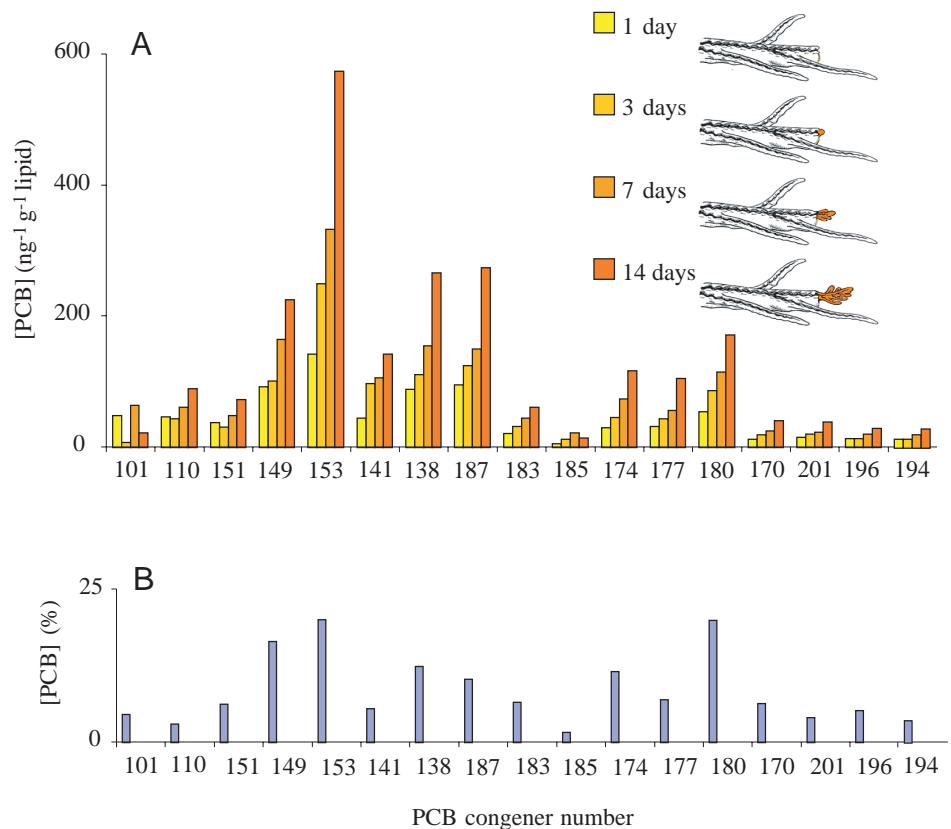 A
600
400
200
0
[PCB] (ng⁻¹ g⁻¹ lipid)
1 day
3 days
7 days
14 days
101 110 151 149 153 141 138 187 183 185 174 177 180 170 201 196 194
B
25
0
[PCB] (%)
101 110 151 149 153 141 138 187 183 185 174 177 180 170 201 196 194
PCB congener number